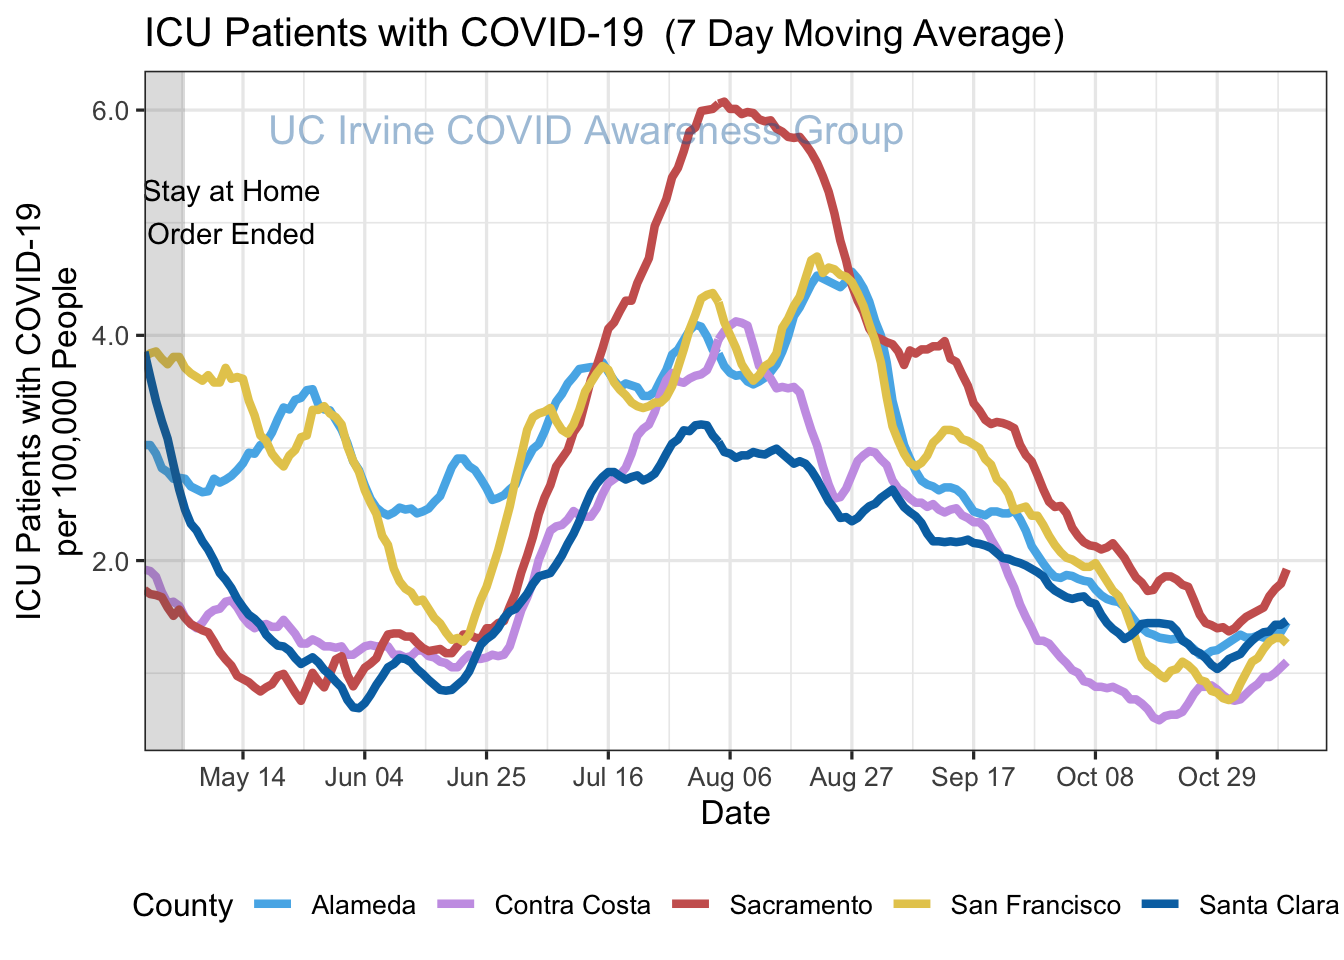 ICU Patients with COVID-19 (7 Day Moving Average)
6.0
4.0
2.0
ICU Patients with COVID-19
per 100,000 People
UC Irvine COVID Awareness Group
Stay at Home
Order Ended
May 14 Jun 04 Jun 25 Jul 16 Aug 06 Aug 27 Sep 17 Oct 08 Oct 29
Date
County Alameda Contra Costa Sacramento San Francisco Santa Clara